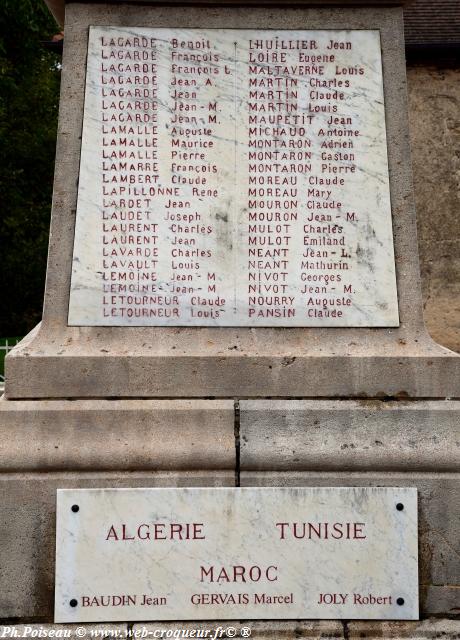 LAGARDE Benoit
LAGARDE François
LAGARDE François L
LAGARDE Jean A.
LAGARDE Jean
LAGARDE Jean-M.
LAGARDE Jean M.
LAMALLE Auguste
LAMALLE Maurice
LAMALLE Pierre
LAMARRE François
LAMBERT Claude
LAPILLONNE Rene
LARDET Jean
LAUDET Joseph
LAURENT Charles
LAURENT Jean
LAVARDE Charles
LAVAULT Louis
LEMOINE Jean M
LEMOINE Jean-M
LETOURNEUR Claude
LETOURNEUR Louis
LHUILLIER Jean
LOIRE Eugene
MALTAVERNE Louis
MARTIN Charles
MARTIN Claude
MARTIN Louis
MAUPETIT Jean
MICHAUD Antoine
MONTARON Adrien
MONTARON Gaston
MONTARON Pierre
MOREAU Claude
MOREAU Mary
MOURON Claude
MOURON Jean-M.
MULOT Charles
MULOT Emiland
NEANT Jean-L.
NEANT Mathurin
NIVOT Georges
NIVOT Jean-M.
NOURRY Auguste
PANSIN Claude
ALGERIE TUNISIE
MAROC
BAUDIN Jean GERVAIS Marcel JOLY Robert
Ph.Poiseau ©www.web-croqueur.fr©®